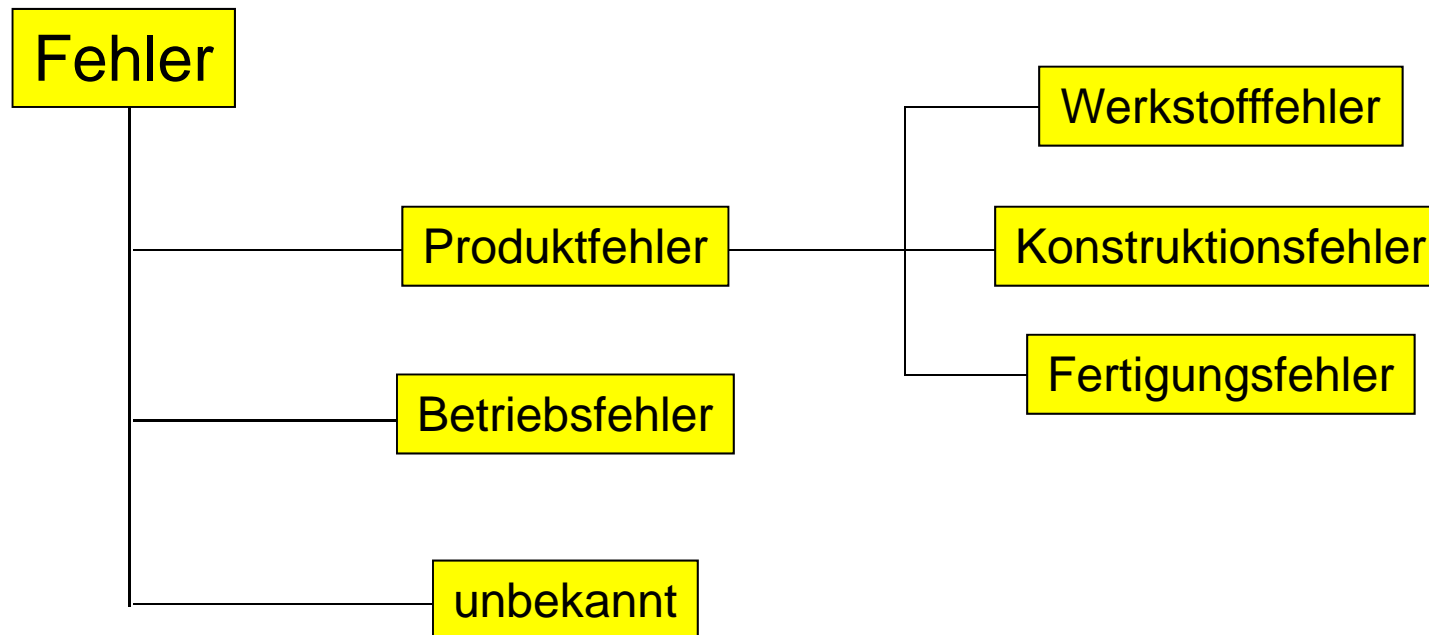 Fehler
Werkstofffehler
Produktfehler
Konstruktionsfehler
Fertigungsfehler
Betriebsfehler
unbekannt